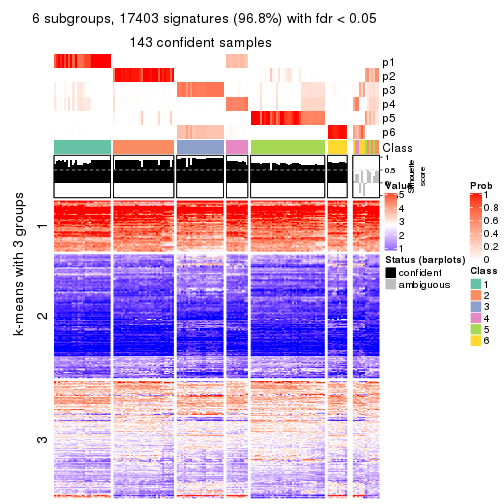 6 subgroups, 17403 signatures (96.8%) with fdr < 0.05
143 confident samples
p1
p2
p3
p4
p5
p6
Class
1
0.5
0
Silhouette
score
k-means with 3 groups
1
2
3
Value
5
4
3
2
1
Status (barplots)
confident
ambiguous
Prob
1
0.8
0.6
0.4
0.2
0
Class
1
2
3
4
5
6